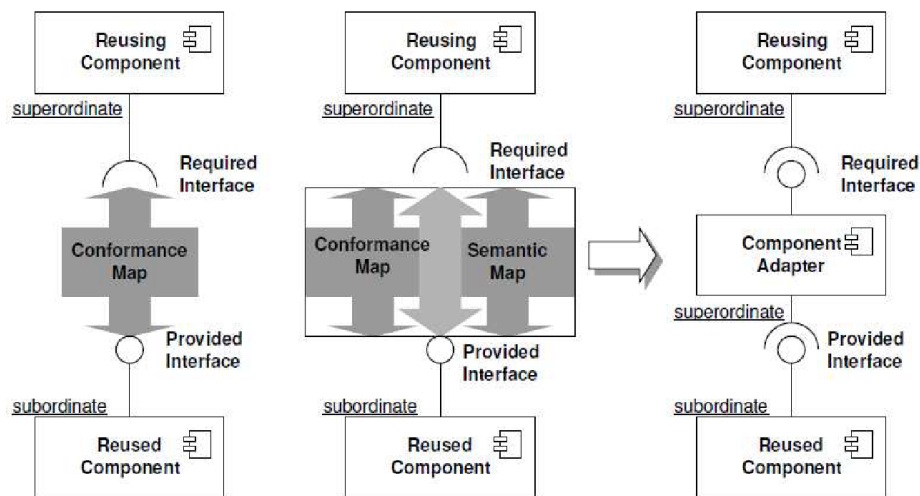 Reusing
Component
superordinate
Required
Interface
Conformance
Map
Provided
Interface
subordinate
Reused
Component
Reusing
Component
superordinate
Required
Interface
Conformance
Map
Semantic
Map
Provided
Interface
subordinate
Reused
Component
Reusing
Component
superordinate
Required
Interface
Component
Adapter
superordinate
Provided
Interface
subordinate
Reused
Component